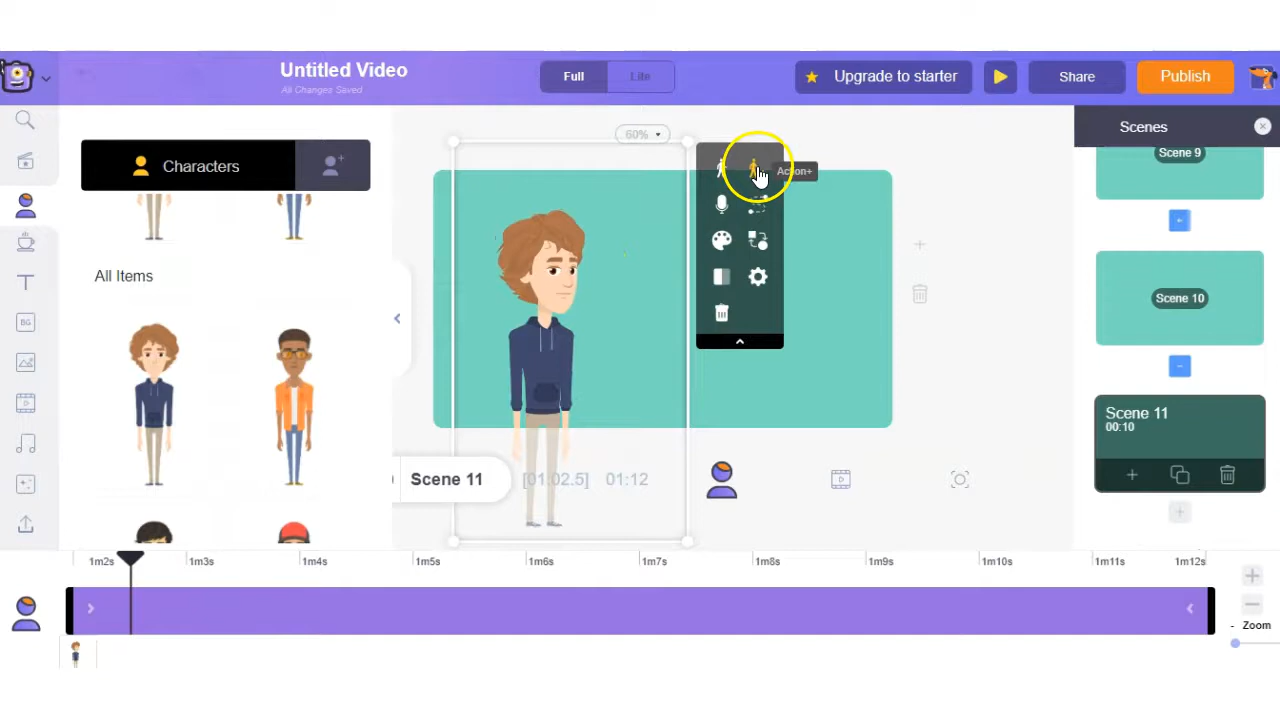 Untitled Video
All Changes Saved
Full
Lite
Upgrade to starter
Share
Publish
Characters
All Items
60%
Action+
T
BG
Scenes
Scene 9
Scene 10
Scene 11
00:10
Scene 11
[01:02.5]
01:12
1m2s
1m3s
1m4s
1m5s
1m6s
1m7s
1m8s
1m9s
1m10s
1m11s
1m12s
- Zoom